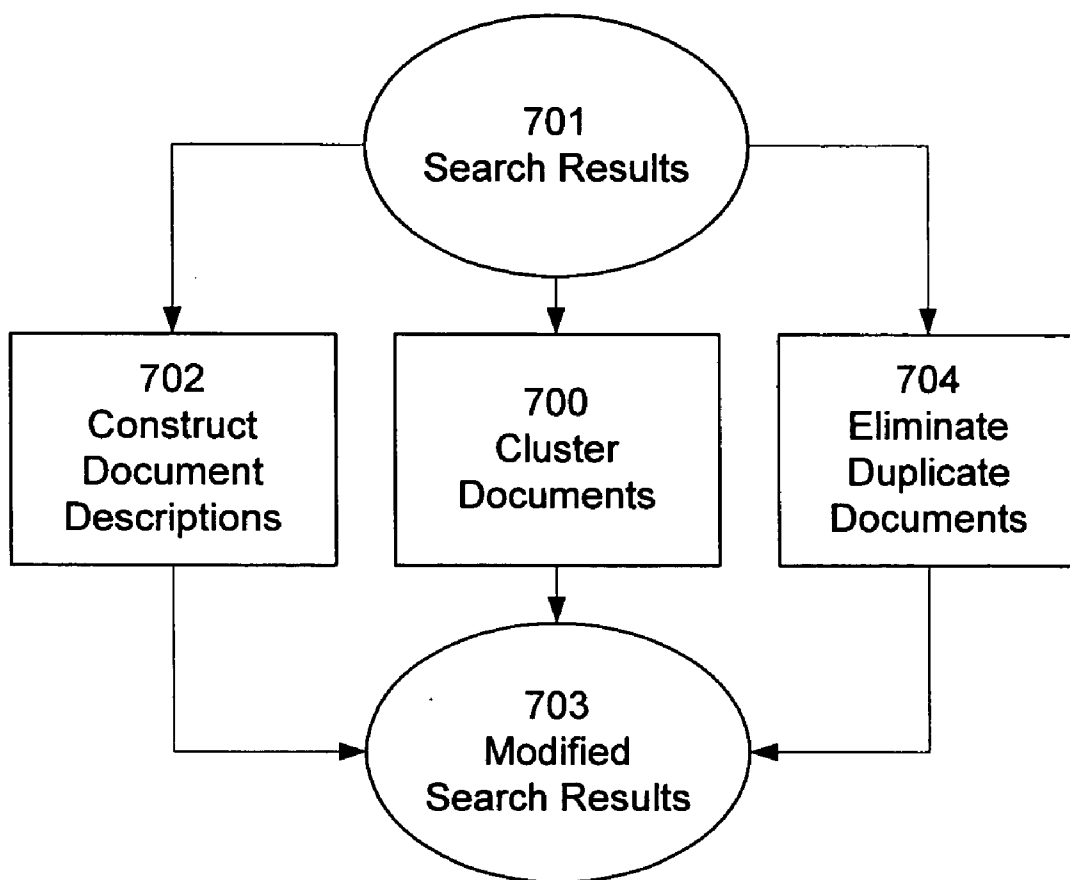 701
Search Results
702
Construct
Document
Descriptions
700
Cluster
Documents
704
Eliminate
Duplicate
Documents
703
Modified
Search Results